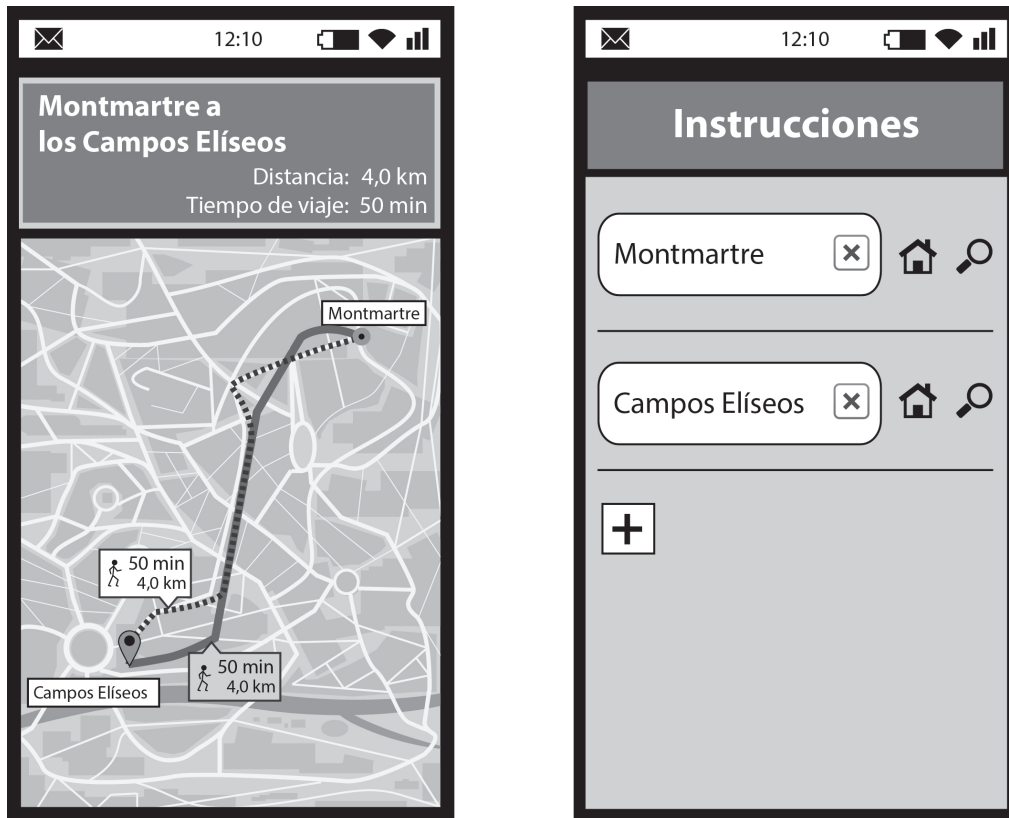 12:10
Montmartre a
los Campos Elíseos
Distancia: 4,0 km
Tiempo de viaje: 50 min
Montmartre
50 min
4,0 km
50 min
4,0 km
Campos Elíseos
12:10
Instrucciones
Montmartre
Campos Elíseos